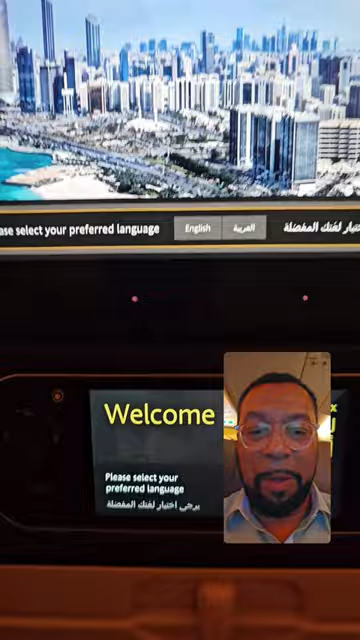 ase select your preferred language
English
العربية
اختيار لغتك المفضلة
Welcome
Please select your
preferred language
يرجى اختيار لغتك المفضلة